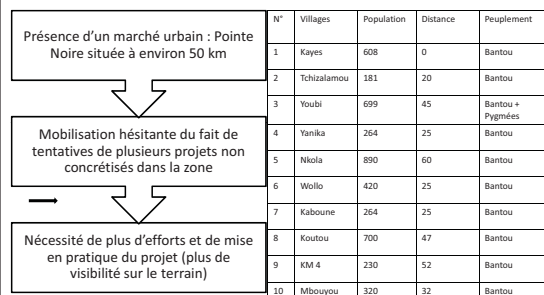 Présence d'un marché urbain : Pointe
Noire située à environ 50 km
Mobilisation hésitante du fait de
tentatives de plusieurs projets non
concrétisés dans la zone
Nécessité de plus d'efforts et de mise
en pratique du projet (plus de
visibilité sur le terrain)
N° Villages Population Distance Peuplement
1 Kayes 608 0 Bantou
2 Tchizalamou 181 20 Bantou
3 Youbi 699 45 Bantou +
Pygmées
4 Yanika 264 25 Bantou
5 Nkola 890 60 Bantou
6 Wollo 420 25 Bantou
7 Kaboune 264 25 Bantou
8 Koutou 700 47 Bantou
9 KM 4 230 52 Bantou
10 Mbouyou 320 32 Bantou